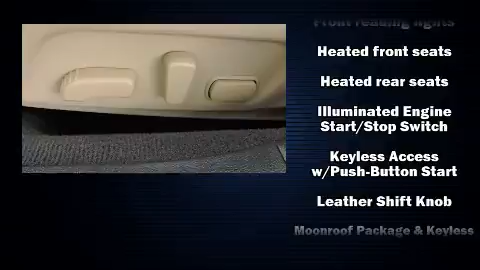 Front reading lights
Heated front seats
Heated rear seats
Illuminated Engine
Start/Stop Switch
Keyless Access
w/Push-Button Start
Leather Shift Knob
Moonroof Package & Keyless